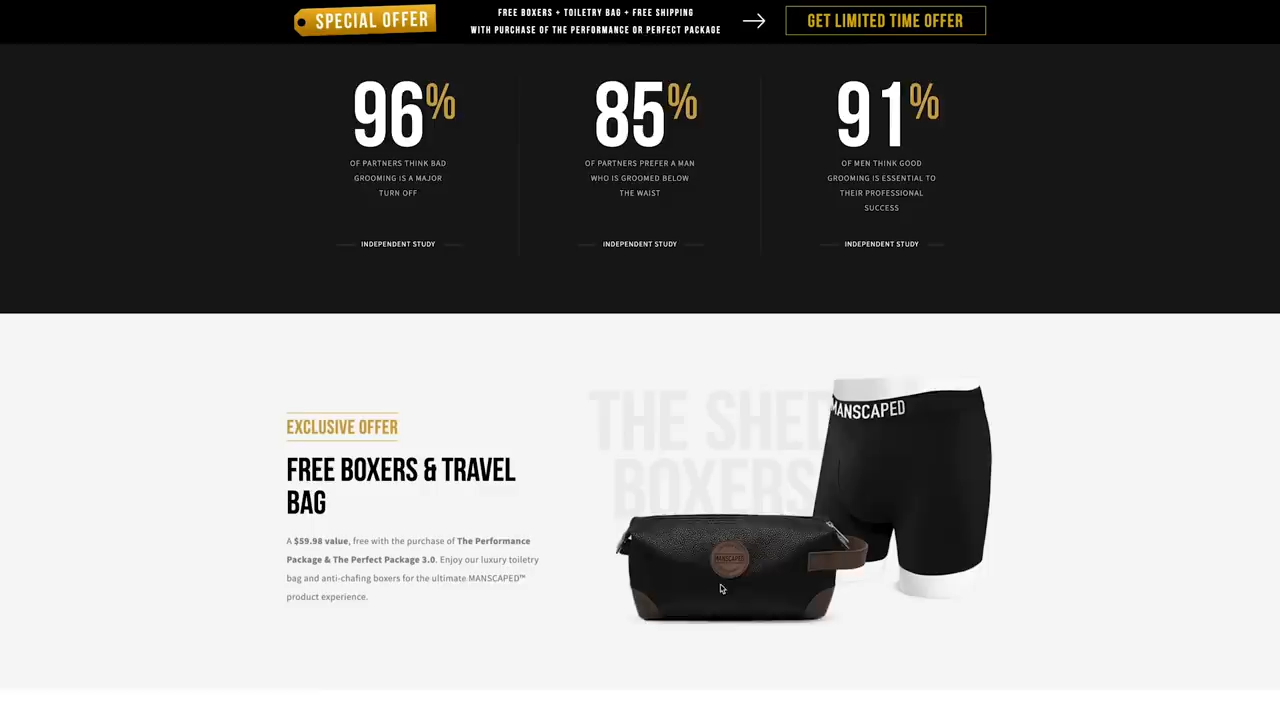 SPECIAL OFFER
FREE BOXERS + TOILETRY BAG + FREE SHIPPING
WITH PURCHASE OF THE PERFORMANCE OR PERFECT PACKAGE
GET LIMITED TIME OFFER
96%
OF PARTNERS THINK BAD
GROOMING IS A MAJOR
TURN OFF
INDEPENDENT STUDY
85%
OF PARTNERS PREFER A MAN
WHO IS GROOMED BELOW
THE WAIST
INDEPENDENT STUDY
91%
OF MEN THINK GOOD
GROOMING IS ESSENTIAL TO
THEIR PROFESSIONAL
SUCCESS
INDEPENDENT STUDY
EXCLUSIVE OFFER
FREE BOXERS & TRAVEL
BAG
A $59.98 value, free with the purchase of The Performance
Package & The Perfect Package 3.0. Enjoy our luxury toiletry
bag and anti-chafing boxers for the ultimate MANSCAPED™
product experience.
THE SHED
BOXERS
MANSCAPED
MANSCAPED